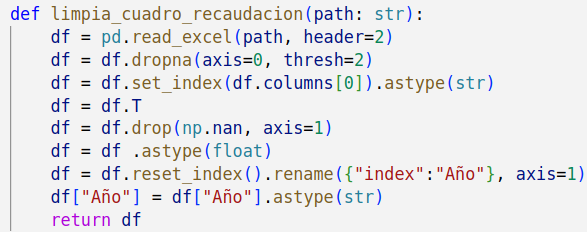 def limpia_cuadro_recaudacion(path: str):
    df = pd.read_excel(path, header=2)
    df = df.dropna(axis=0, thresh=2)
    df = df.set_index(df.columns[0]).astype(str)
    df = df.T
    df = df.drop(np.nan, axis=1)
    df = df .astype(float)
    df = df.reset_index().rename({"index":"Año"}, axis=1)
    df["Año"] = df["Año"].astype(str)
    return df